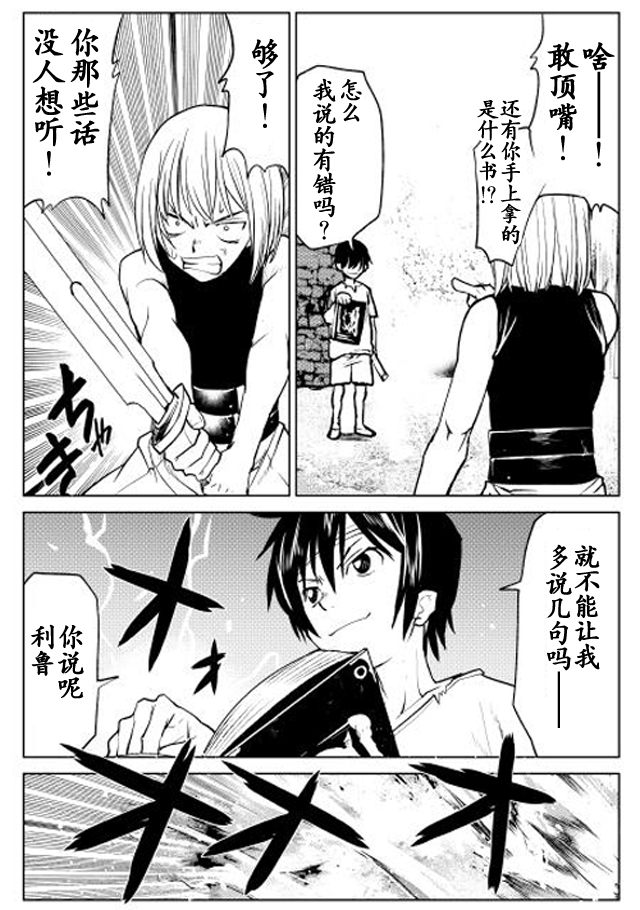 啥——！
敢顶嘴！
还有你手上拿的
是什么书!?
怎么
我说的有错吗？
够了！
你那些话
没人想听！
就不能让我
多说几句吗——
你说呢
利鲁